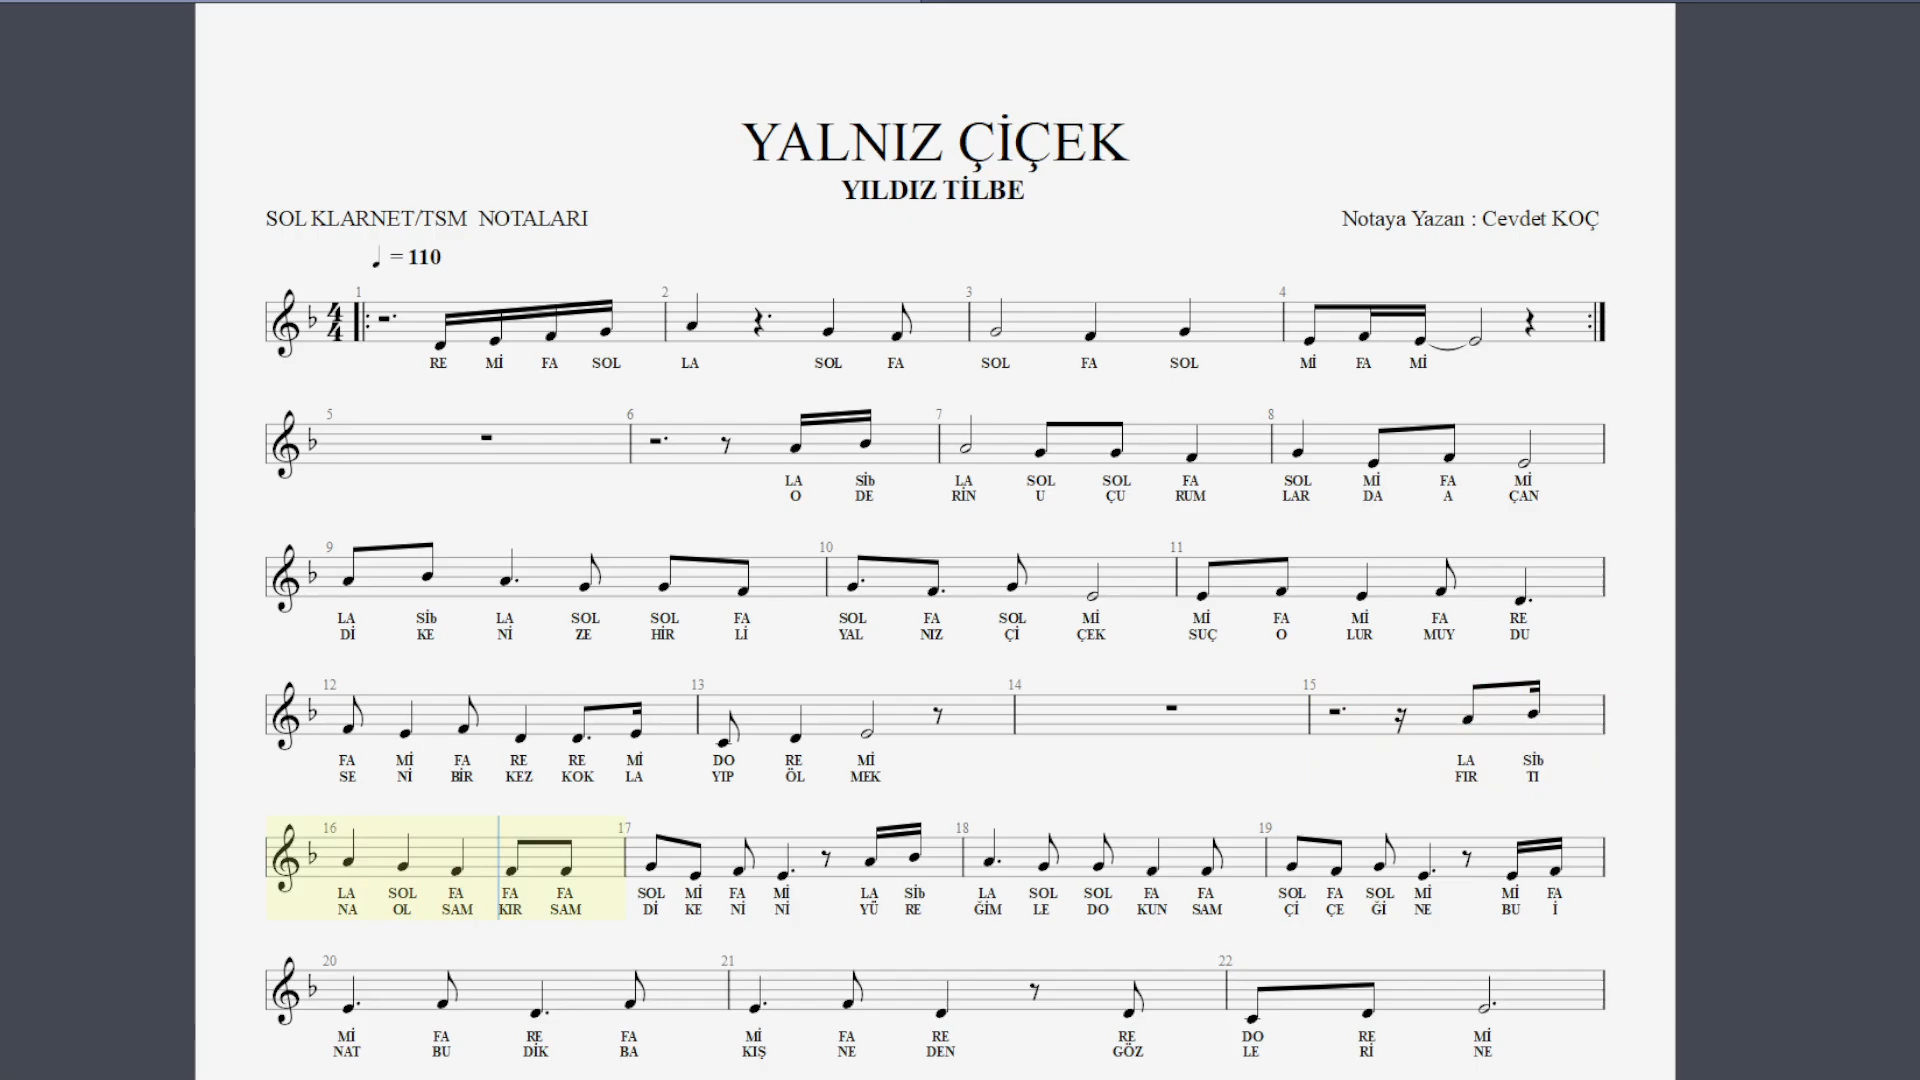 YALNIZ ÇİÇEK
YILDIZ TİLBE
SOL KLARNET/TSM NOTALARI
Notaya Yazan : Cevdet KOÇ
= 110
1 2 3 4
4
4
RE Mİ FA SOL LA SOL FA SOL FA SOL Mİ FA Mİ
5 6 7 8
LA Sİb LA SOL SOL FA SOL Mİ FA Mİ
O DE RİN U ÇU RUM LAR DA A ÇAN
9 10 11
LA Sİb LA SOL SOL FA SOL FA SOL Mİ Mİ FA Mİ FA RE
Dİ KE Nİ ZE HİR Lİ YAL NIZ Çİ ÇEK SUÇ O LUR MUY DU
12 13 14 15
FA Mİ FA RE RE Mİ DO RE Mİ LA Sİb
SE Nİ BİR KEZ KOK LA YIP ÖL MEK FIR TI
16 17 18 19
LA SOL FA FA FA SOL Mİ FA Mİ LA Sİb LA SOL SOL FA FA SOL FA SOL Mİ Mİ FA
NA OL SAM KIR SAM Dİ KE Nİ Nİ YÜ RE ĞİM LE DO KUN SAM Çİ ÇE Ğİ NE BU İ
20 21 22
Mİ FA RE FA Mİ FA RE RE DO RE Mİ
NAT BU DİK BA KIŞ NE DEN GÖZ LE Rİ NE